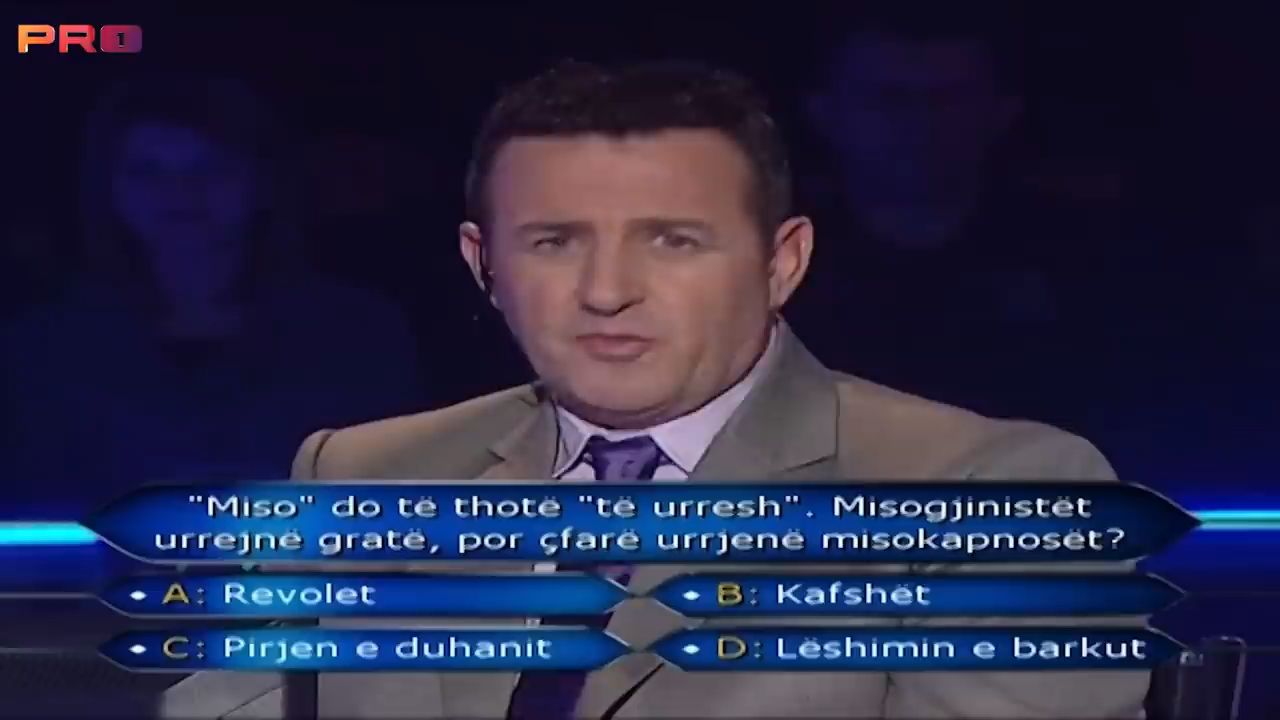 PRO1
"Miso" do të thotë "të urresh". Misogjinistët
urrejnë gratë, por çfarë urrjenë misokapnosët?
A: Revolet
B: Kafshët
C: Pirjen e duhanit
D: Lëshimin e barkut